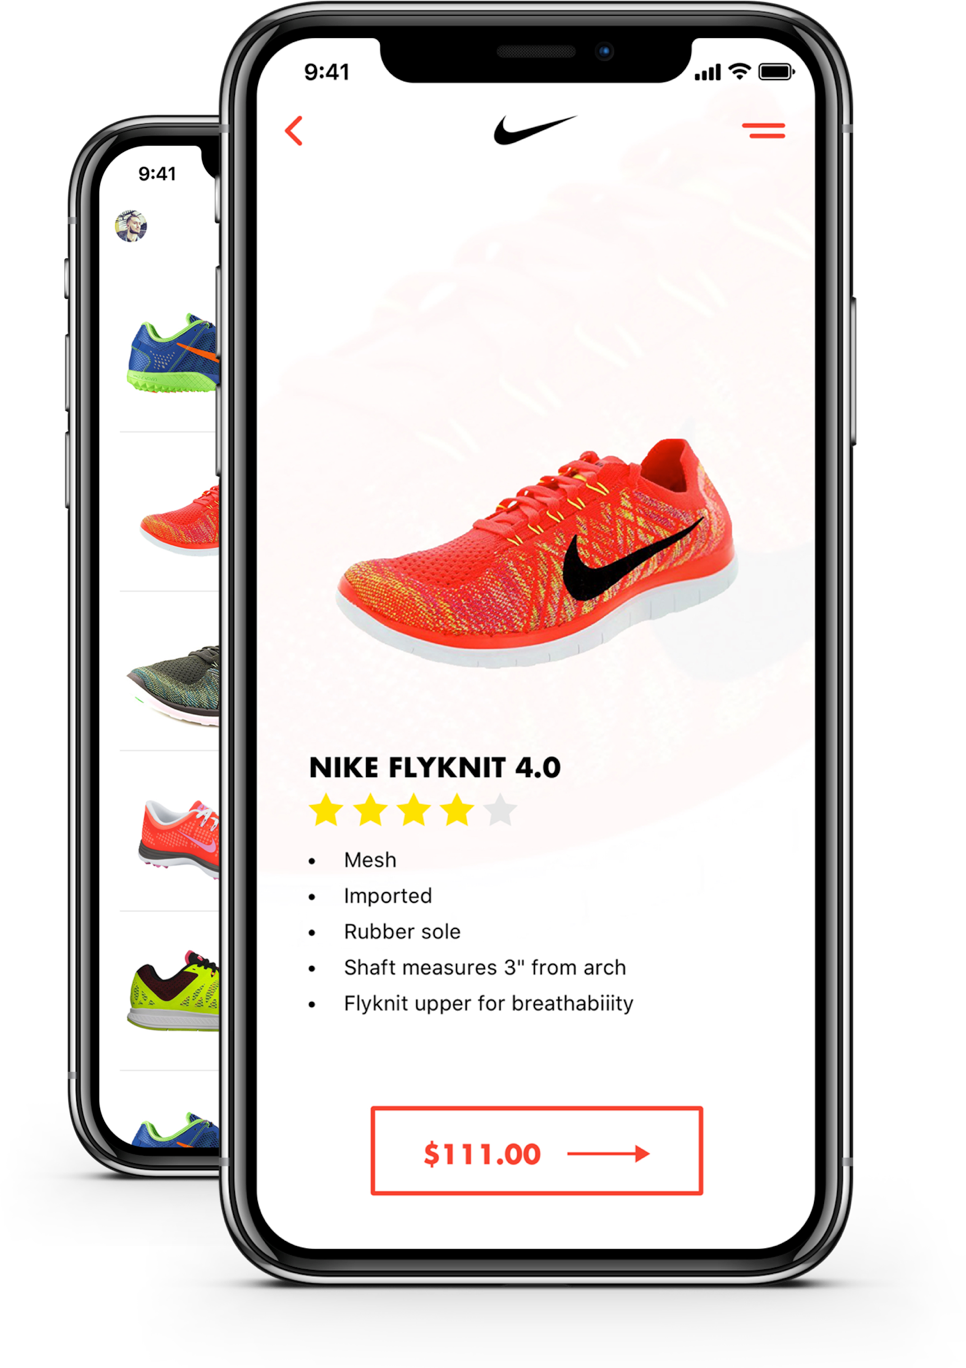 9:41
9:41
NIKE FLYKNIT 4.0
• Mesh
• Imported
• Rubber sole
• Shaft measures 3" from arch
• Flyknit upper for breathabiiity
$111.00